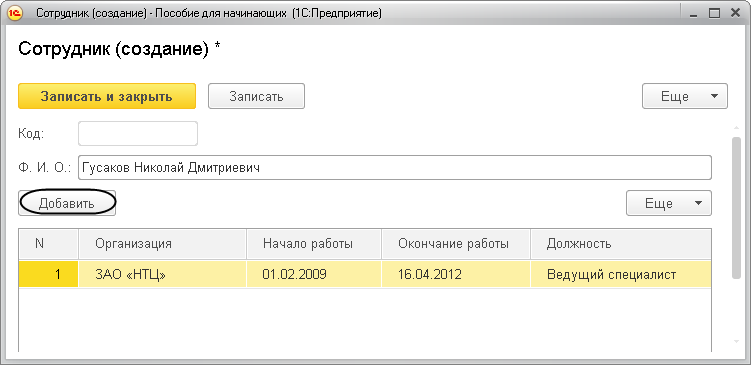 Сотрудник (создание) - Пособие для начинающих (1С:Предприятие)
Сотрудник (создание) *
Записать и закрыть Записать Еще
Код:
Ф. И. О.: Гусаков Николай Дмитриевич
Добавить Еще
N Организация Начало работы Окончание работы Должность
1 ЗАО «НТЦ» 01.02.2009 16.04.2012 Ведущий специалист